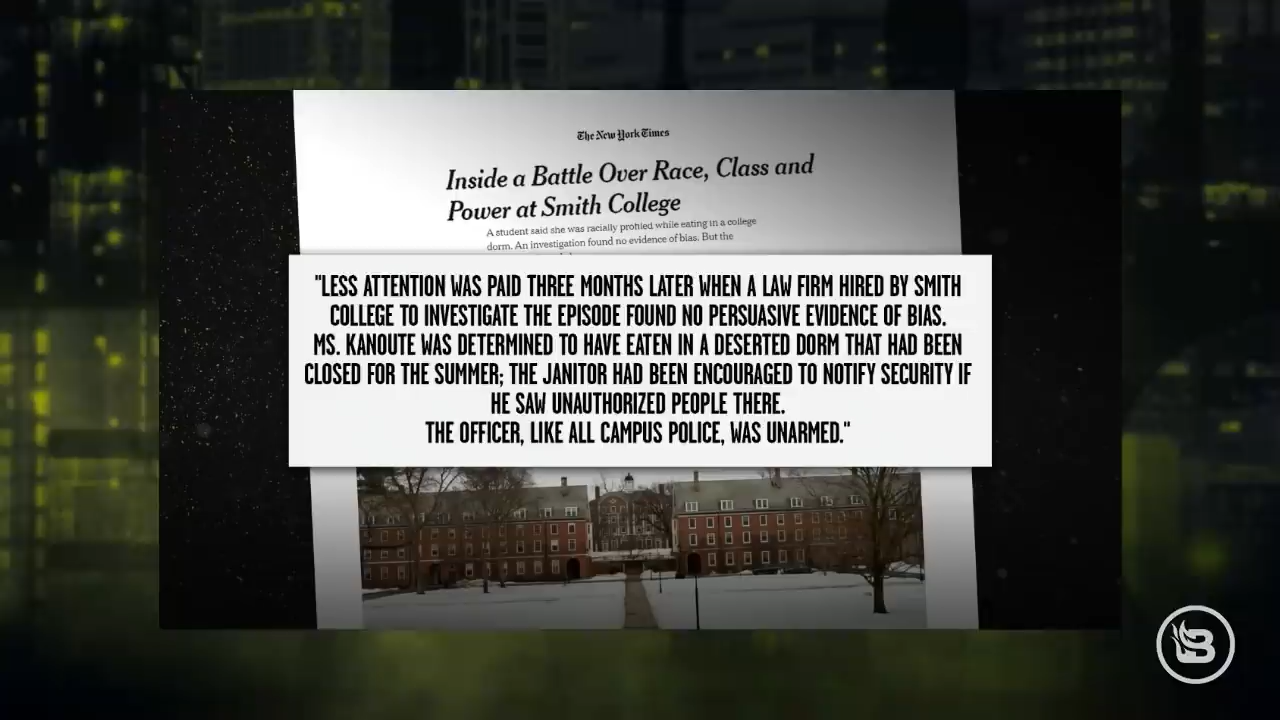 The New York Times
Inside a Battle Over Race, Class and
Power at Smith College
A student said she was racially profiled while eating in a college
dorm. An investigation found no evidence of bias. But the
"LESS ATTENTION WAS PAID THREE MONTHS LATER WHEN A LAW FIRM HIRED BY SMITH
COLLEGE TO INVESTIGATE THE EPISODE FOUND NO PERSUASIVE EVIDENCE OF BIAS.
MS. KANOUTE WAS DETERMINED TO HAVE EATEN IN A DESERTED DORM THAT HAD BEEN
CLOSED FOR THE SUMMER; THE JANITOR HAD BEEN ENCOURAGED TO NOTIFY SECURITY IF
HE SAW UNAUTHORIZED PEOPLE THERE.
THE OFFICER, LIKE ALL CAMPUS POLICE, WAS UNARMED."
B